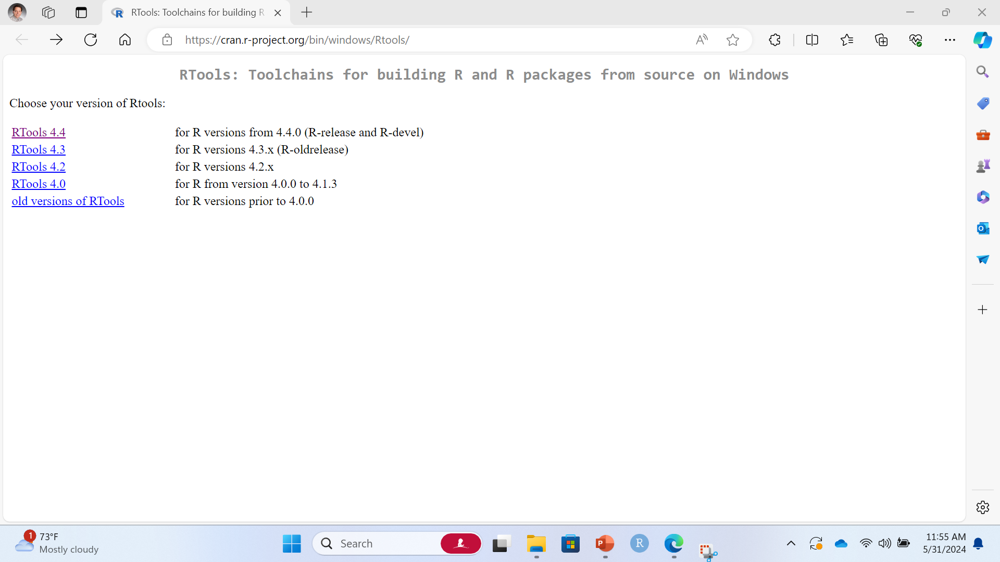 RTools: Toolchains for building R
https://cran.r-project.org/bin/windows/Rtools/
RTools: Toolchains for building R and R packages from source on Windows
Choose your version of Rtools:
RTools 4.4 for R versions from 4.4.0 (R-release and R-devel)
RTools 4.3 for R versions 4.3.x (R-oldrelease)
RTools 4.2 for R versions 4.2.x
RTools 4.0 for R from version 4.0.0 to 4.1.3
old versions of RTools for R versions prior to 4.0.0
1 73°F
Mostly cloudy
Search
11:55 AM
5/31/2024